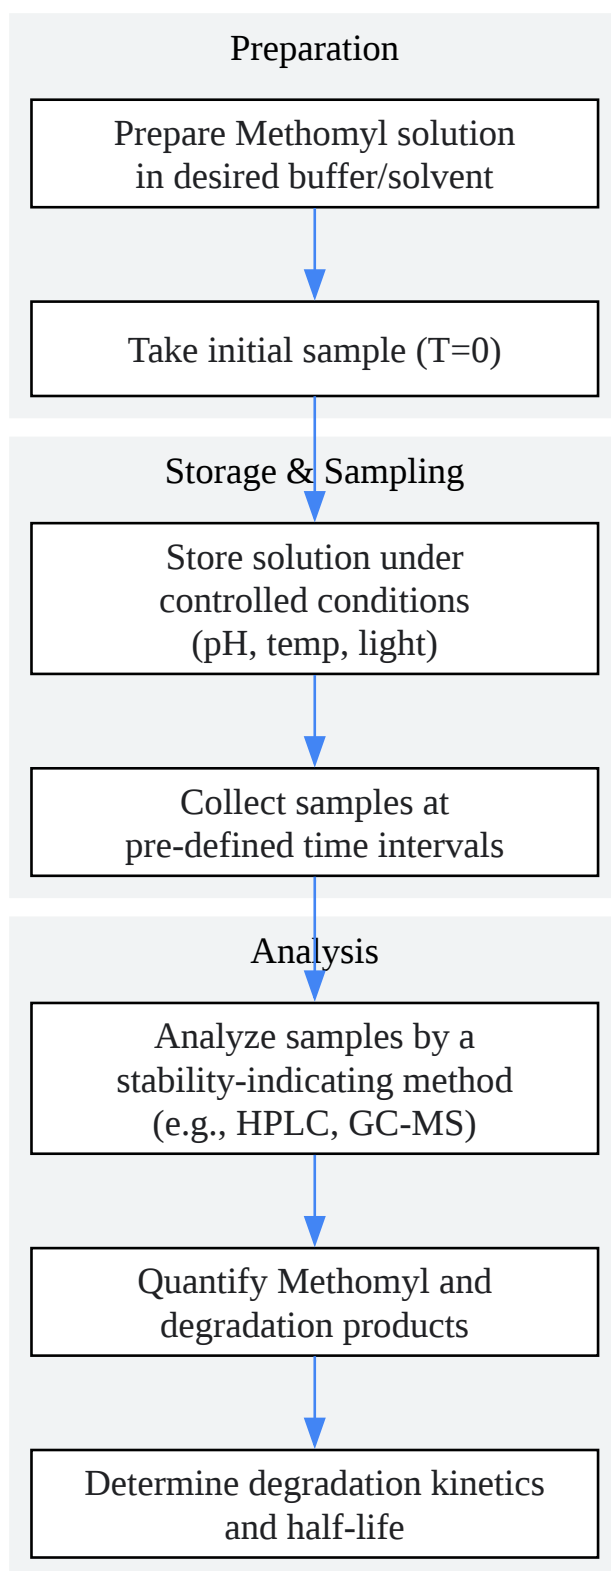 Preparation
Prepare Methomyl solution
in desired buffer/solvent
Take initial sample (T=0)
Storage & Sampling
Store solution under
controlled conditions
(pH, temp, light)
Collect samples at
pre-defined time intervals
Analysis
Analyze samples by a
stability-indicating method
(e.g., HPLC, GC-MS)
Quantify Methomyl and
degradation products
Determine degradation kinetics
and half-life